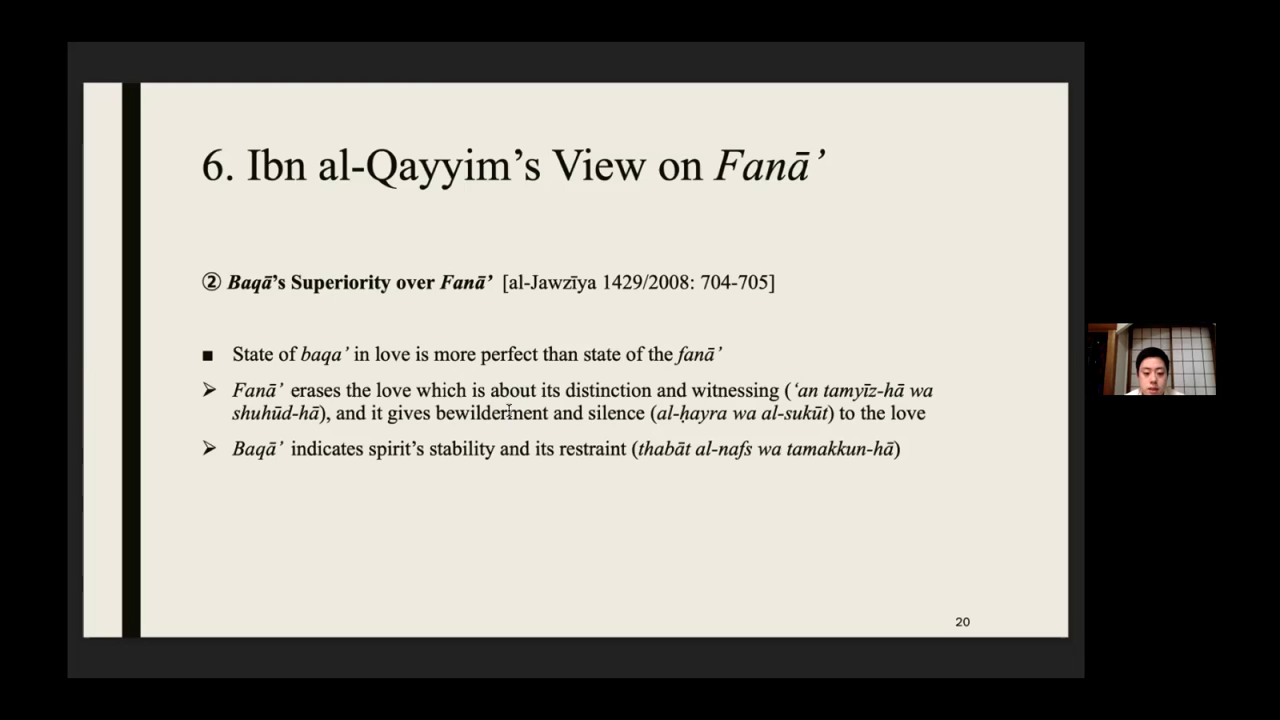 6. Ibn al-Qayyim’s View on Fanā’
② Baqā’s Superiority over Fanā’ [al-Jawzīya 1429/2008: 704-705]
■ State of baqa’ in love is more perfect than state of the fanā’
➢ Fanā’ erases the love which is about its distinction and witnessing (‘an tamyīz-hā wa
shuhūd-hā), and it gives bewilderment and silence (al-ḥayra wa al-sukūt) to the love
➢ Baqā’ indicates spirit’s stability and its restraint (thabāt al-nafs wa tamakkun-hā)
20